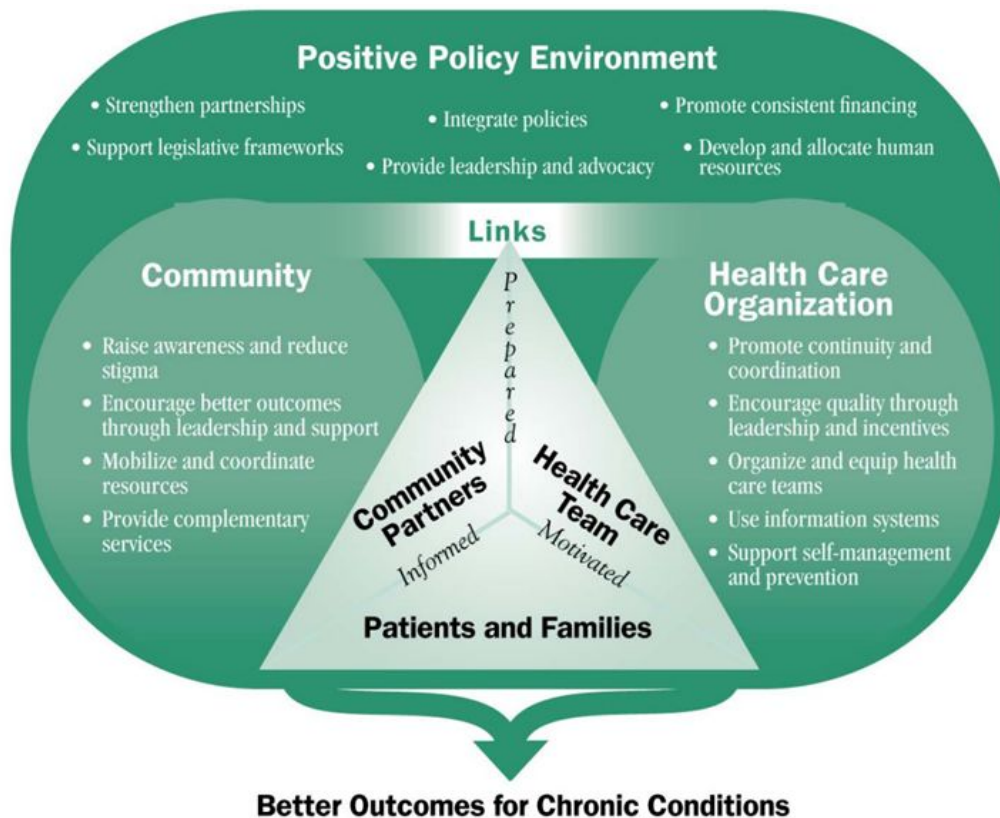 Positive Policy Environment
• Strengthen partnerships
• Support legislative frameworks
• Integrate policies
• Provide leadership and advocacy
• Promote consistent financing
• Develop and allocate human
resources
Links
Community
• Raise awareness and reduce
stigma
• Encourage better outcomes
through leadership and support
• Mobilize and coordinate
resources
• Provide complementary
services
Prepared
Community
Partners
Informed
Health Care
Team
Motivated
Patients and Families
Health Care
Organization
• Promote continuity and
coordination
• Encourage quality through
leadership and incentives
• Organize and equip health
care teams
• Use information systems
• Support self-management
and prevention
Better Outcomes for Chronic Conditions